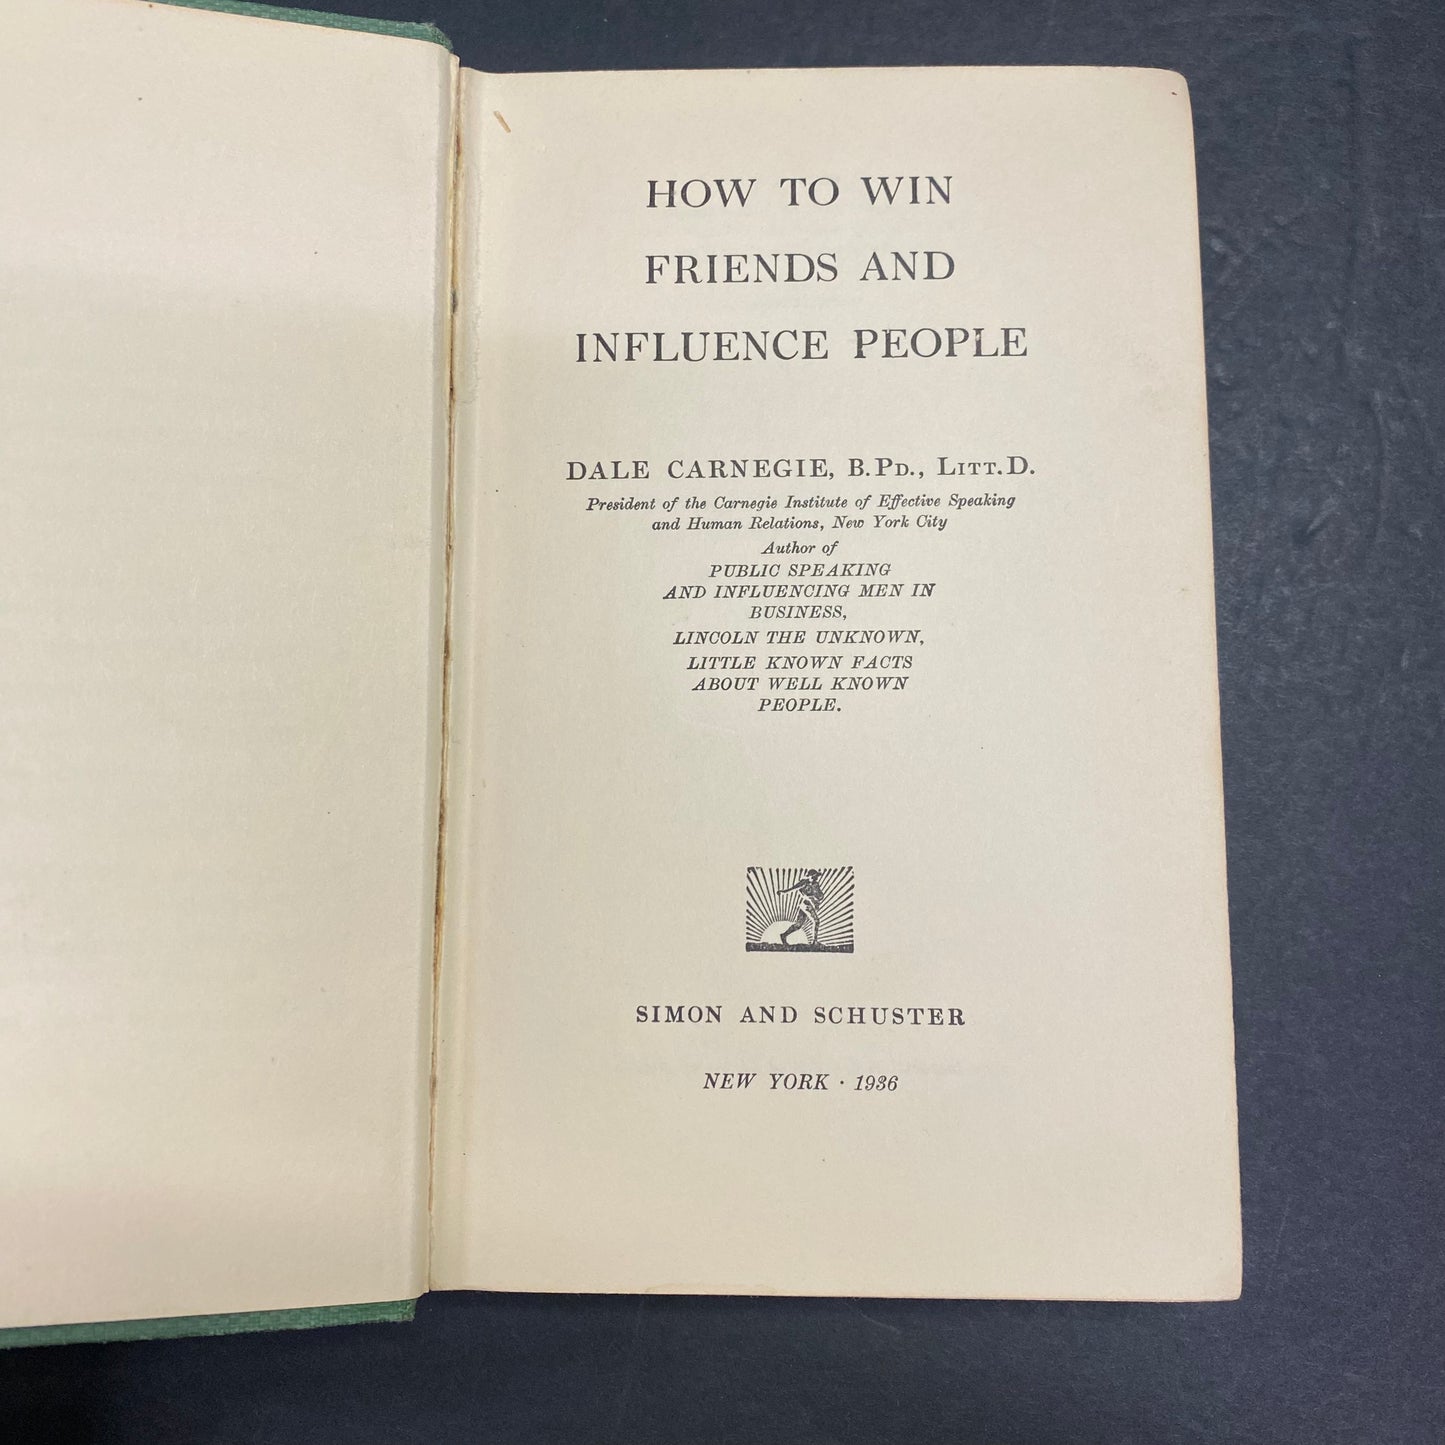 HOW TO WIN
FRIENDS AND
INFLUENCE PEOPLE
DALE CARNEGIE, B.PD., LITT.D.
President of the Carnegie Institute of Effective Speaking
and Human Relations, New York City
Author of
PUBLIC SPEAKING
AND INFLUENCING MEN IN
BUSINESS,
LINCOLN THE UNKNOWN,
LITTLE KNOWN FACTS
ABOUT WELL KNOWN
PEOPLE.
SIMON AND SCHUSTER
NEW YORK · 1936